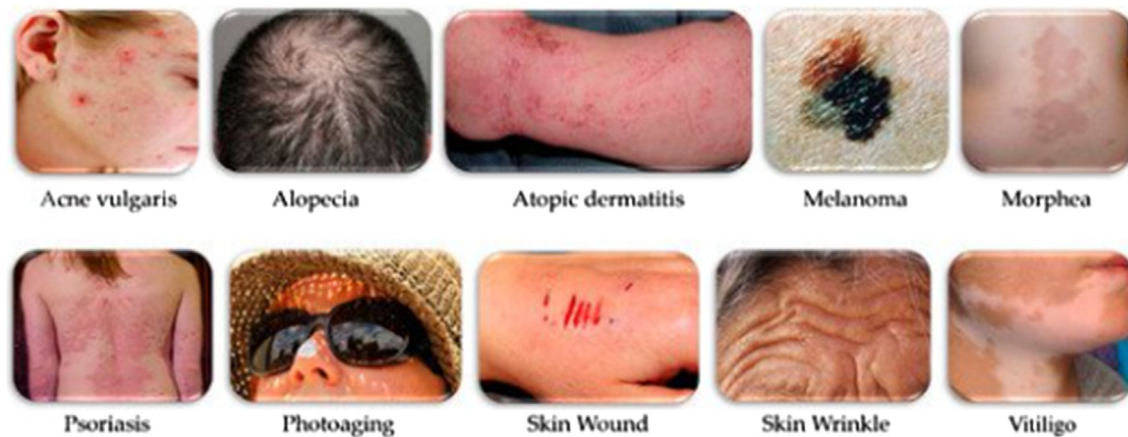 Acne vulgaris Alopecia Atopic dermatitis Melanoma Morphea
Psoriasis Photoaging Skin Wound Skin Wrinkle Vitiligo